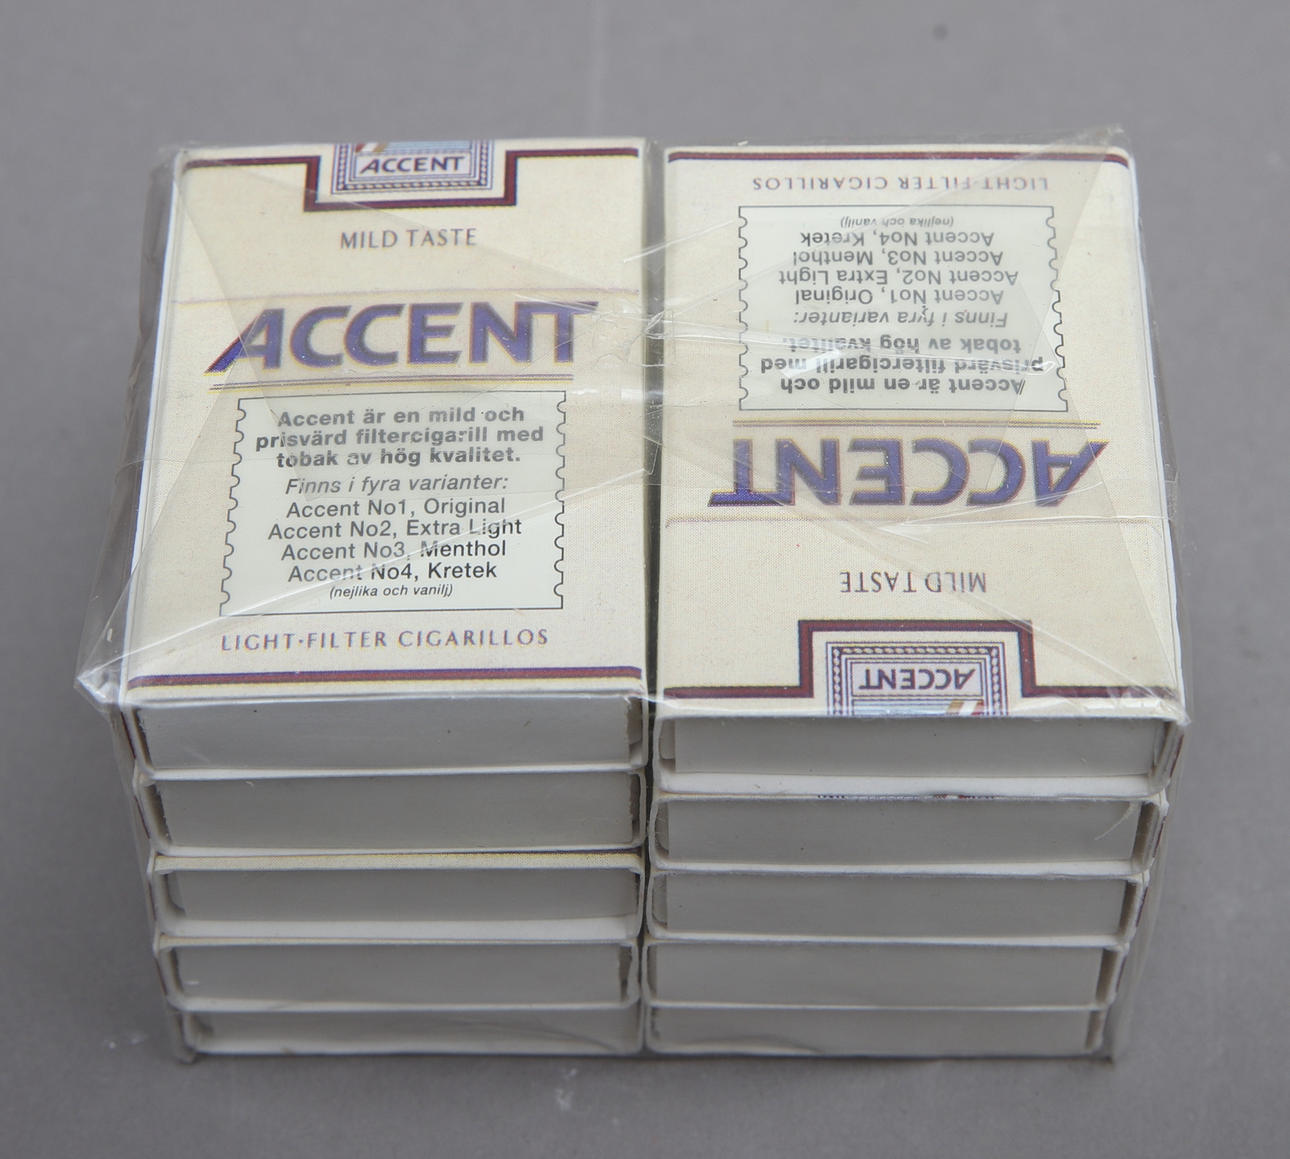 ACCENT
MILD TASTE
ACCENT
Accent är en mild och
prisvärd filtercigarill med
tobak av hög kvalitet.
Finns i fyra varianter:
Accent No1, Original
Accent No2, Extra Light
Accent No3, Menthol
Accent No4, Kretek
(nejlika och vanilj)
LIGHT·FILTER CIGARILLOS
ACCENT
MILD TASTE
ACCENT
Accent är en mild och
prisvärd filtercigarill med
tobak av hög kvalitet.
Finns i fyra varianter:
Accent No1, Original
Accent No2, Extra Light
Accent No3, Menthol
Accent No4, Kretek
(nejlika och vanilj)
LIGHT·FILTER CIGARILLOS